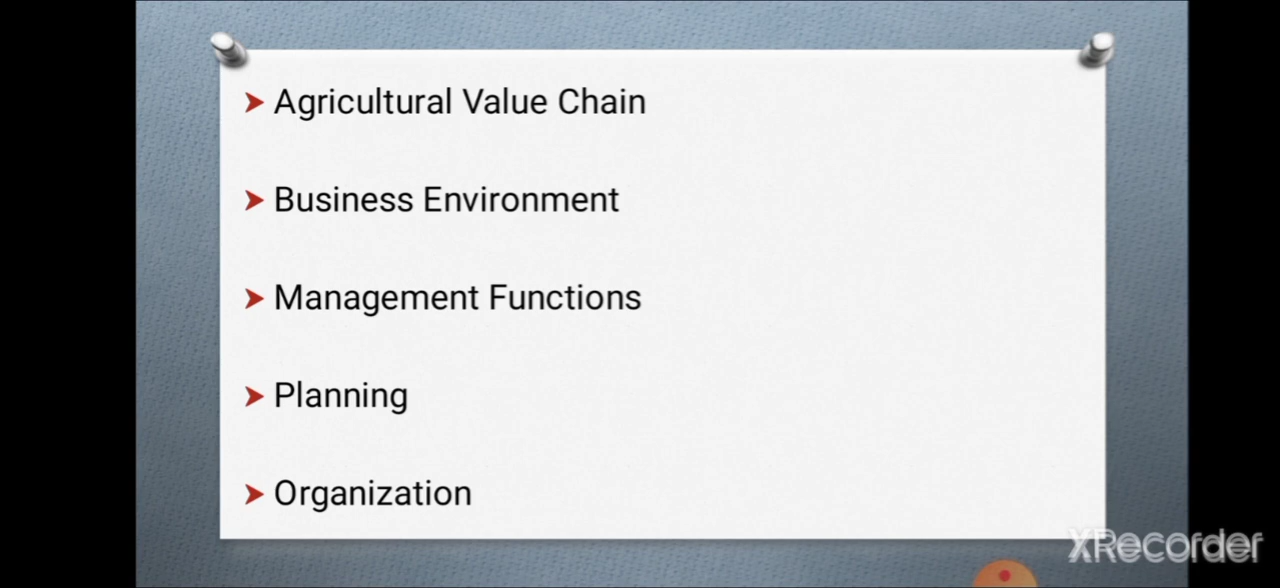 Agricultural Value Chain
Business Environment
Management Functions
Planning
Organization
XRecorder